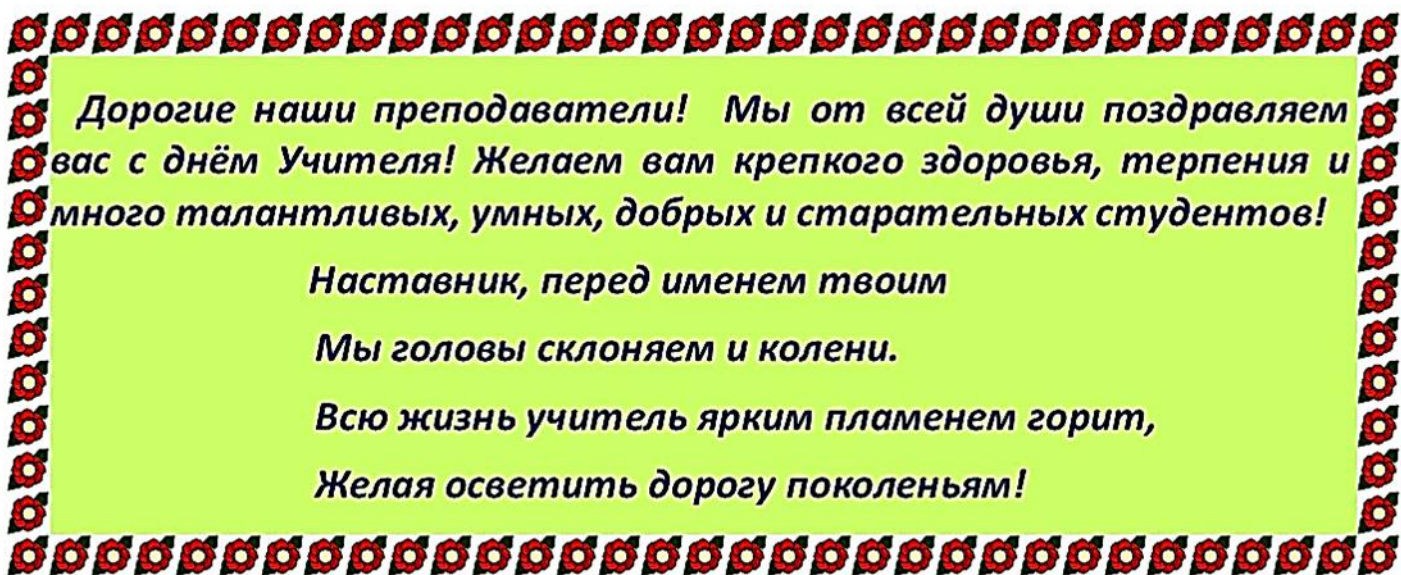 Дорогие наши преподаватели! Мы от всей души поздравляем
вас с днём Учителя! Желаем вам крепкого здоровья, терпения и
много талантливых, умных, добрых и старательных студентов!
Наставник, перед именем твоим
Мы головы склоняем и колени.
Всю жизнь учитель ярким пламенем горит,
Желая осветить дорогу поколеньям!